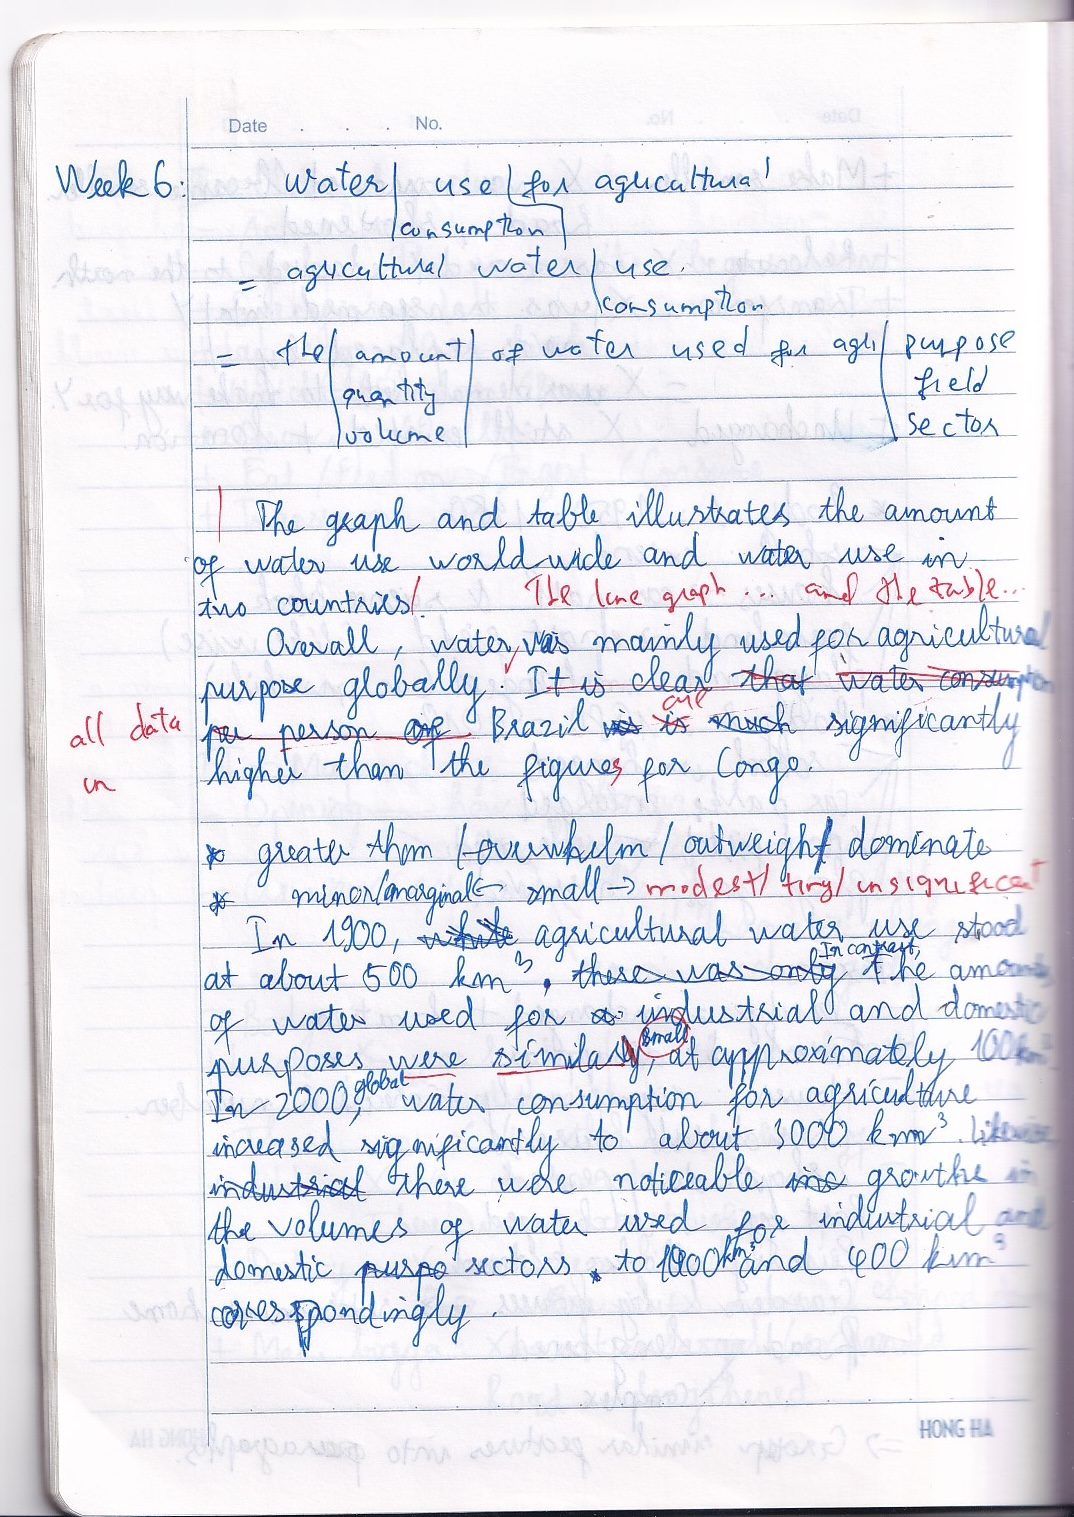 Date . . . No.
Week 6: water use for agricultural
consumption
= agricultural water use.
consumption
= the amount of water used for agri purpose
quantity field
volume sector
The graph and table illustrates the amount
of water use worldwide and water use in
two countries. The line graph ... and the table...
Overall, water was mainly used for agricultural
purpose globally. It is clear that water consumption
are
all data per person of Brazil is is much significantly
in higher than the figures for Congo.
* greater than / overwhelm / outweigh / dominate
* minor/marginal ← small → modest/ tiny/ insignificant
In 1900, while agricultural water use stood
In contrast,
at about 500 km³. there was only The amount
of water used for industrial and domestic
small
purposes were similarly, at approximately 100 km³
global
In 2000, water consumption for agriculture
increased significantly to about 3000 km³. Likewise
industrial there were noticeable growths in
the volumes of water used for industrial and
domestic purpo sectors. to 1000 km³ and 400 km³
correspondingly.
HONG HA